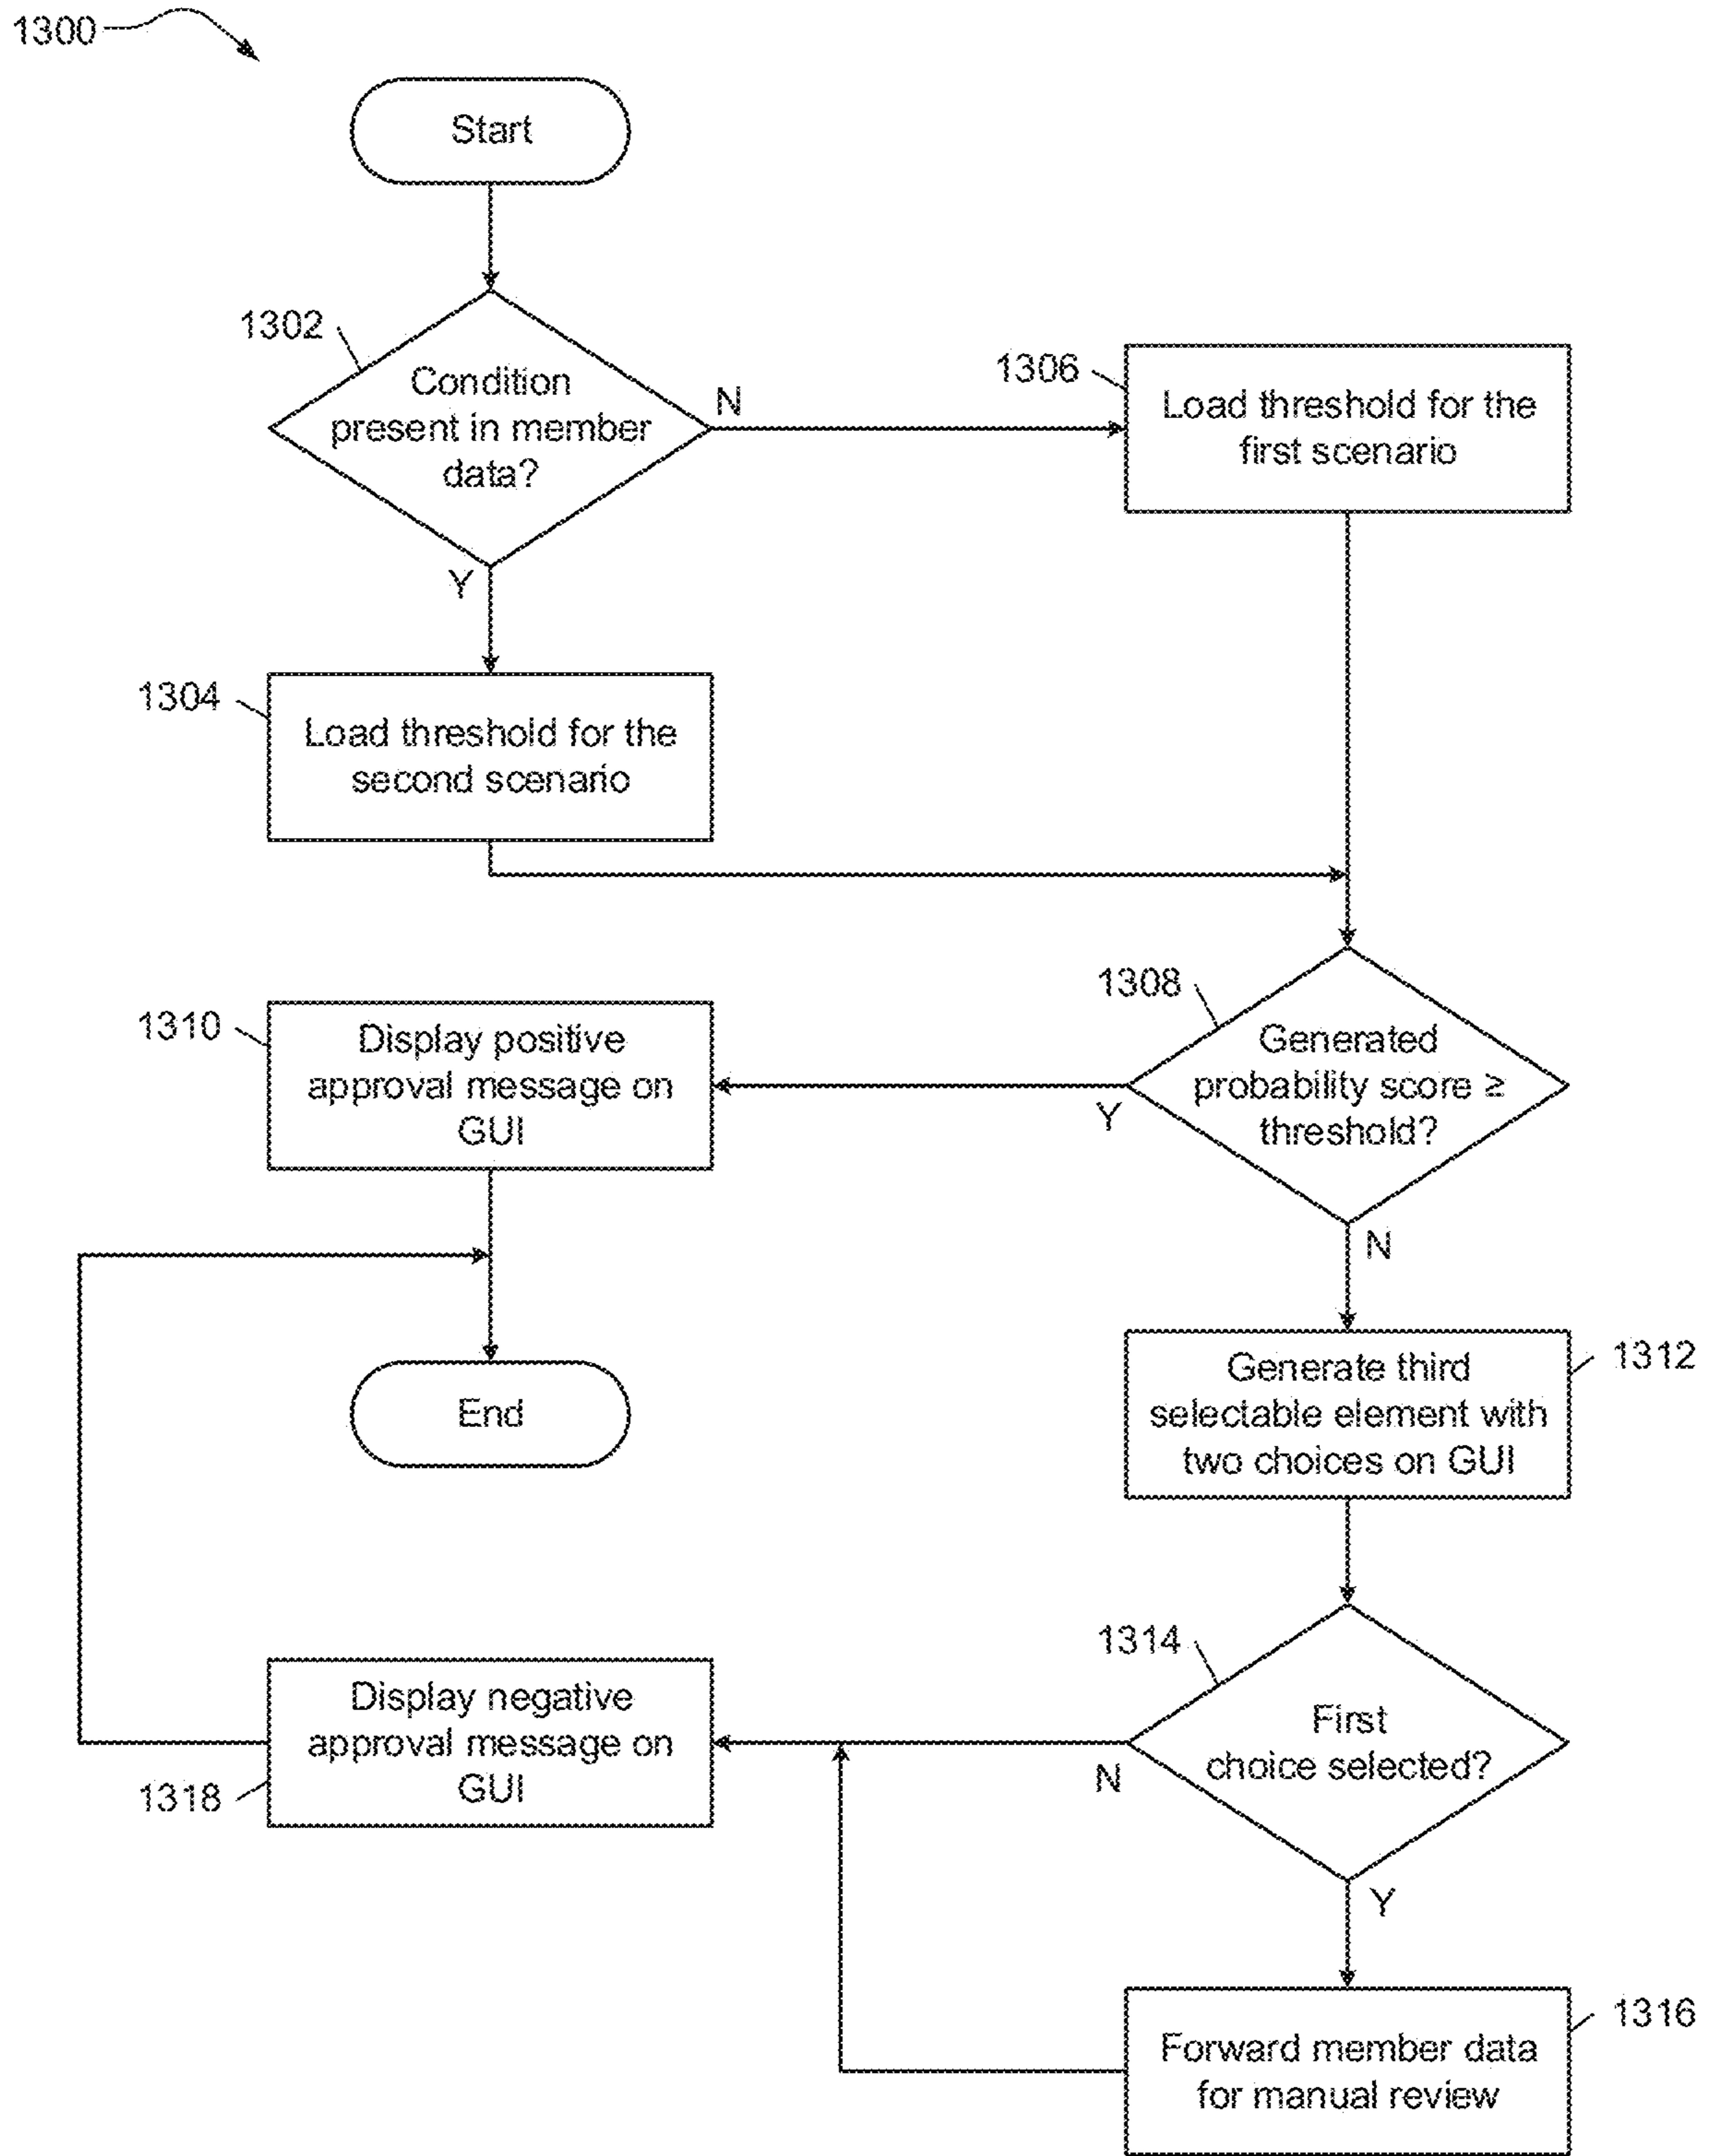 1300
Start
1302
Condition
present in member
data?
N
Y
1306
Load threshold for the
first scenario
1304
Load threshold for the
second scenario
1308
Generated
probability score ≥
threshold?
Y
N
1310
Display positive
approval message on
GUI
End
1312
Generate third
selectable element with
two choices on GUI
1314
First
choice selected?
N
Y
1318
Display negative
approval message on
GUI
1316
Forward member data
for manual review